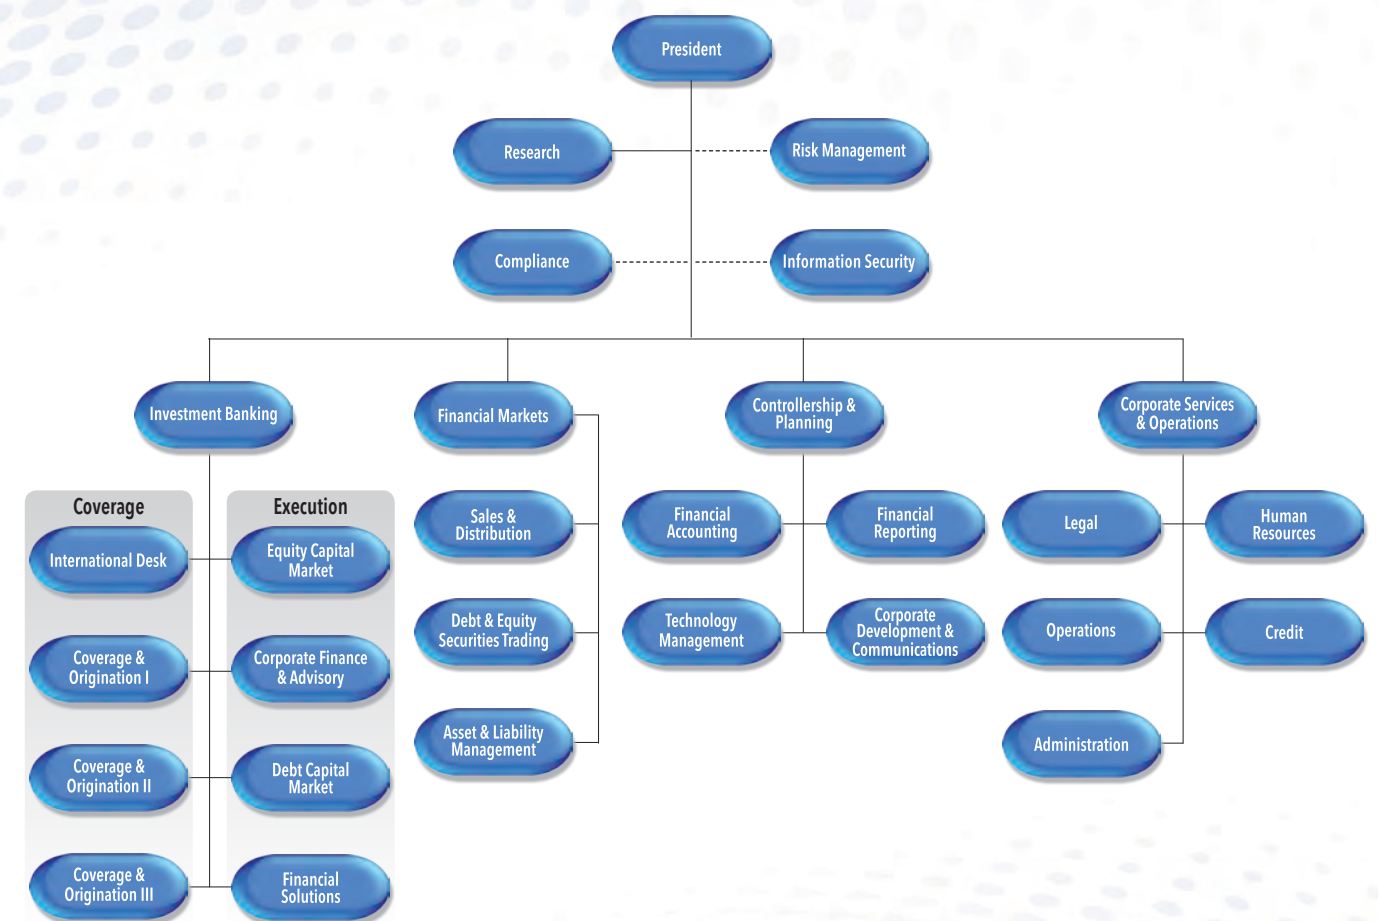 President
Research
Risk Management
Compliance
Information Security
Investment Banking
Financial Markets
Controllership &
Planning
Corporate Services
& Operations
Coverage
International Desk
Coverage &
Origination I
Coverage &
Origination II
Coverage &
Origination III
Execution
Equity Capital
Market
Corporate Finance
& Advisory
Debt Capital
Market
Financial
Solutions
Sales &
Distribution
Debt & Equity
Securities Trading
Asset & Liability
Management
Financial
Accounting
Financial
Reporting
Technology
Management
Corporate
Development &
Communications
Legal
Human
Resources
Operations
Credit
Administration